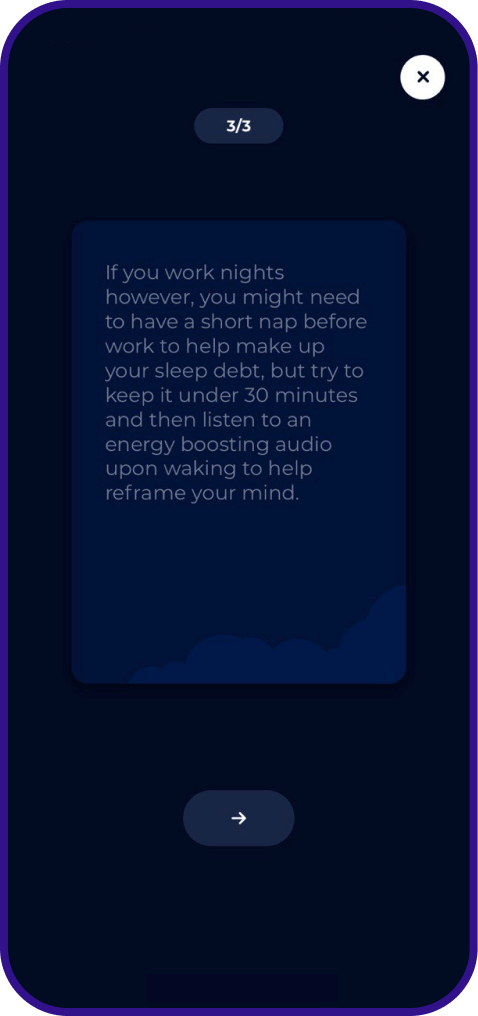 3/3
If you work nights
however, you might need
to have a short nap before
work to help make up
your sleep debt, but try to
keep it under 30 minutes
and then listen to an
energy boosting audio
upon waking to help
reframe your mind.